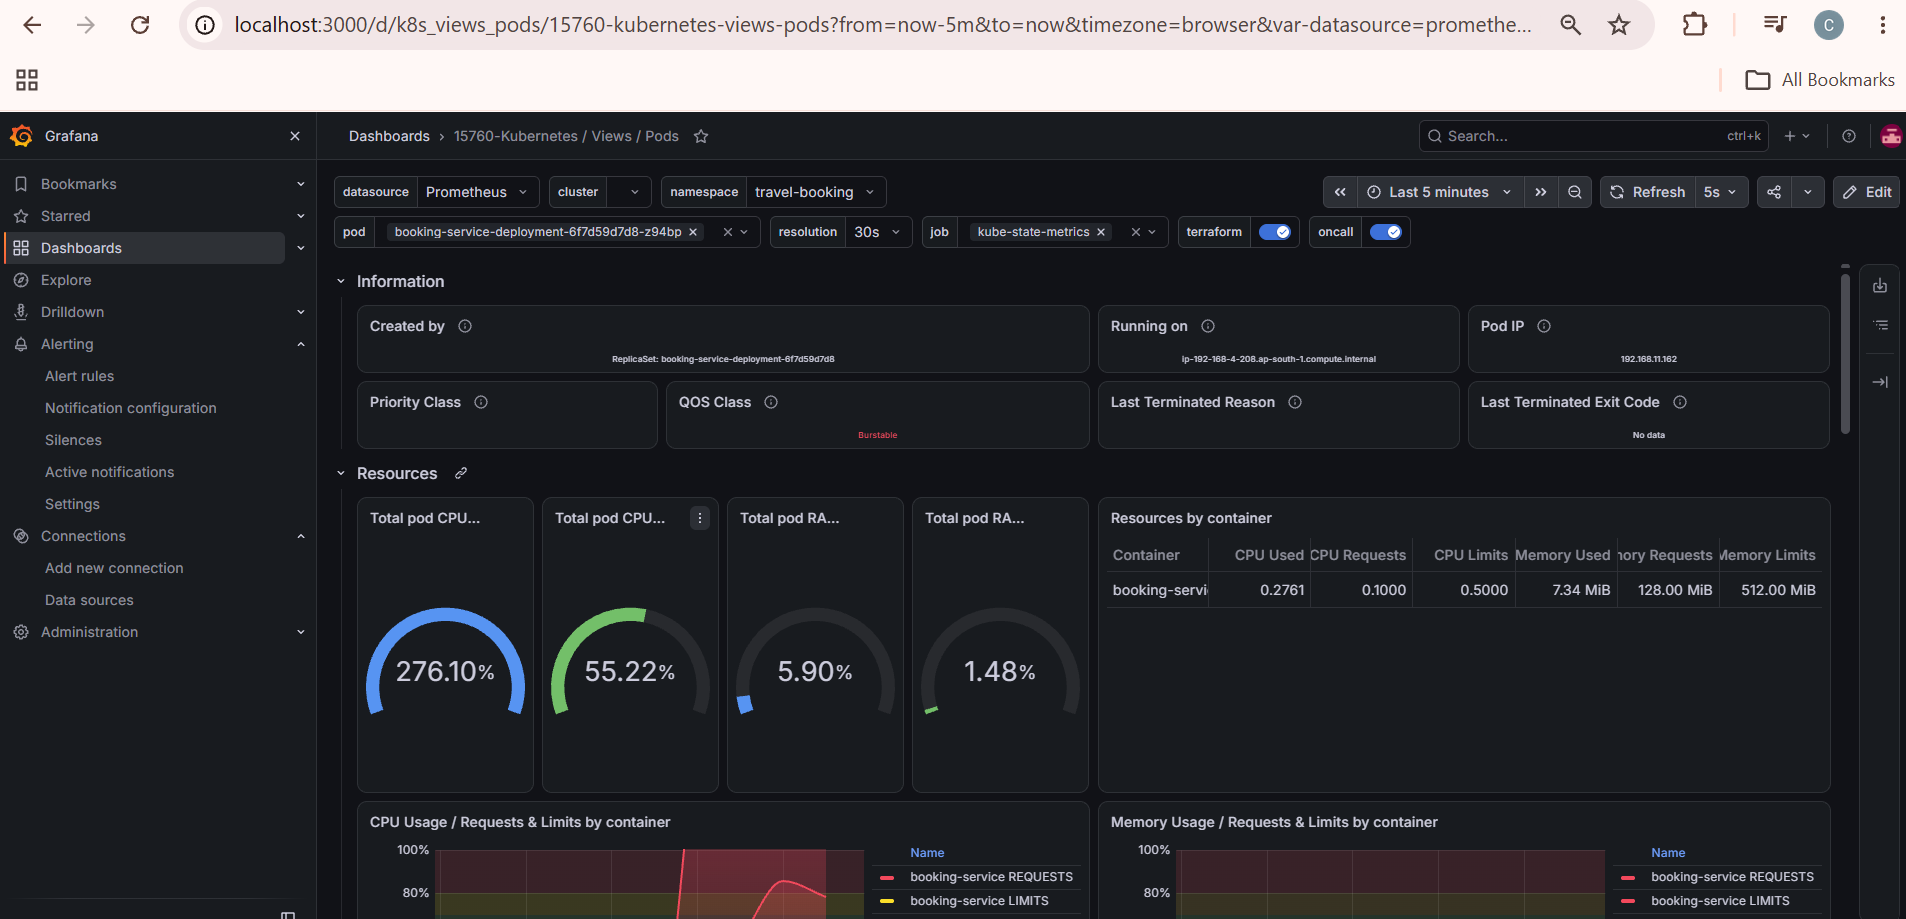 localhost:3000/d/k8s_views_pods/15760-kubernetes-views-pods?from=now-5m&to=now&timezone=browser&var-datasource=promethe...
C
All Bookmarks
Grafana
Dashboards › 15760-Kubernetes / Views / Pods
Search...
ctrl+k
Bookmarks
Starred
Dashboards
Explore
Drilldown
Alerting
Alert rules
Notification configuration
Silences
Active notifications
Settings
Connections
Add new connection
Data sources
Administration
datasource Prometheus cluster namespace travel-booking
Last 5 minutes Refresh 5s Edit
pod booking-service-deployment-6f7d59d7d8-z94bp resolution 30s job kube-state-metrics terraform oncall
Information
Created by
ReplicaSet: booking-service-deployment-6f7d59d7d8
Running on
ip-192-168-4-208.ap-south-1.compute.internal
Pod IP
192.168.11.162
Priority Class
QOS Class
Burstable
Last Terminated Reason
Last Terminated Exit Code
No data
Resources
Total pod CPU...
276.10%
Total pod CPU...
55.22%
Total pod RA...
5.90%
Total pod RA...
1.48%
Resources by container
Container CPU Used CPU Requests CPU Limits Memory Used ory Requests Memory Limits
booking-servi 0.2761 0.1000 0.5000 7.34 MiB 128.00 MiB 512.00 MiB
CPU Usage / Requests & Limits by container
100%
80%
Name
booking-service REQUESTS
booking-service LIMITS
Memory Usage / Requests & Limits by container
100%
80%
Name
booking-service REQUESTS
booking-service LIMITS